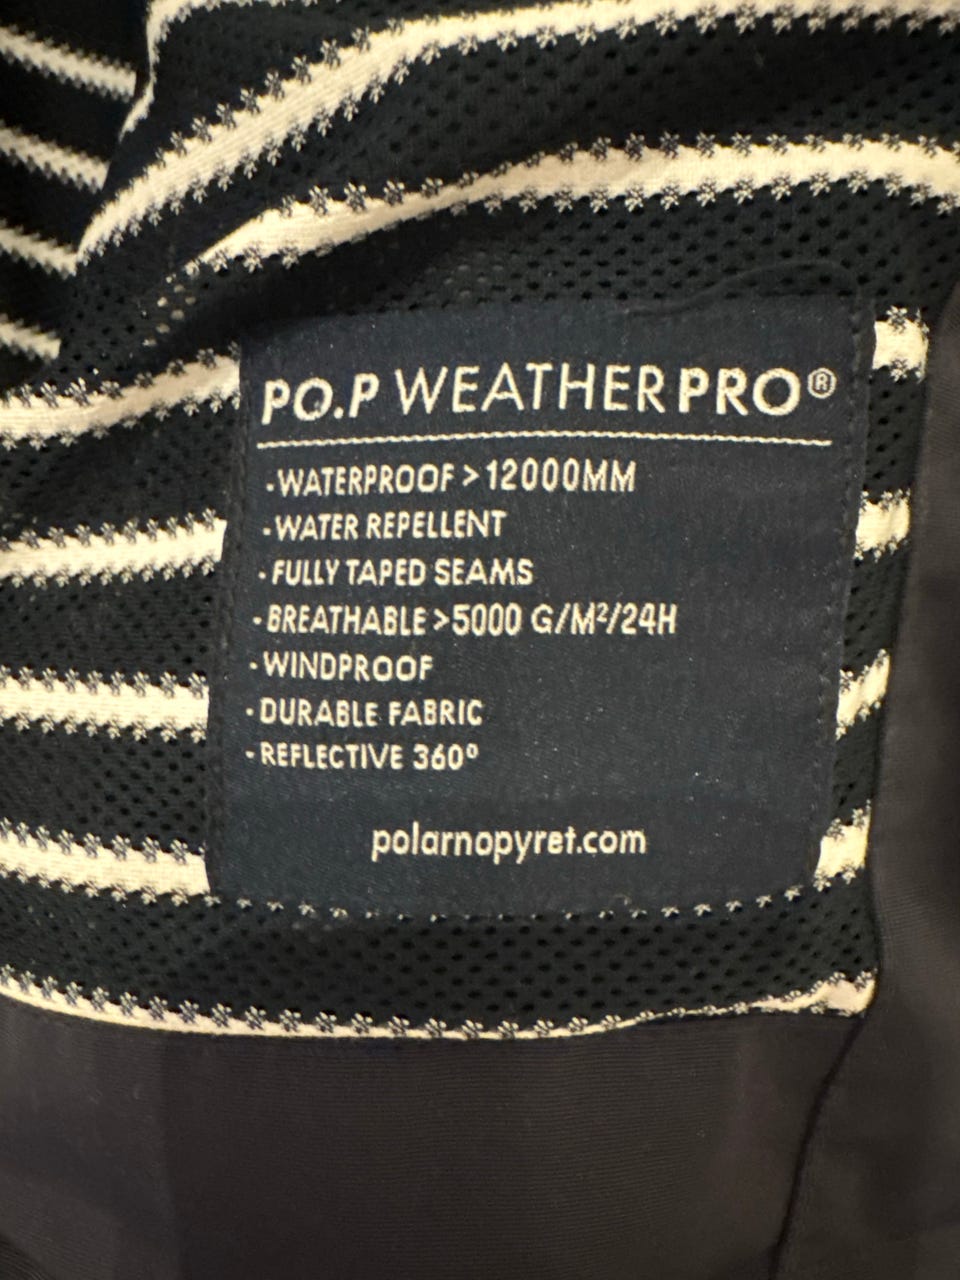 PO.P WEATHERPRO®
-WATERPROOF >12000MM
-WATER REPELLENT
-FULLY TAPED SEAMS
-BREATHABLE >5000 G/M²/24H
-WINDPROOF
-DURABLE FABRIC
-REFLECTIVE 360º
polarnopyret.com